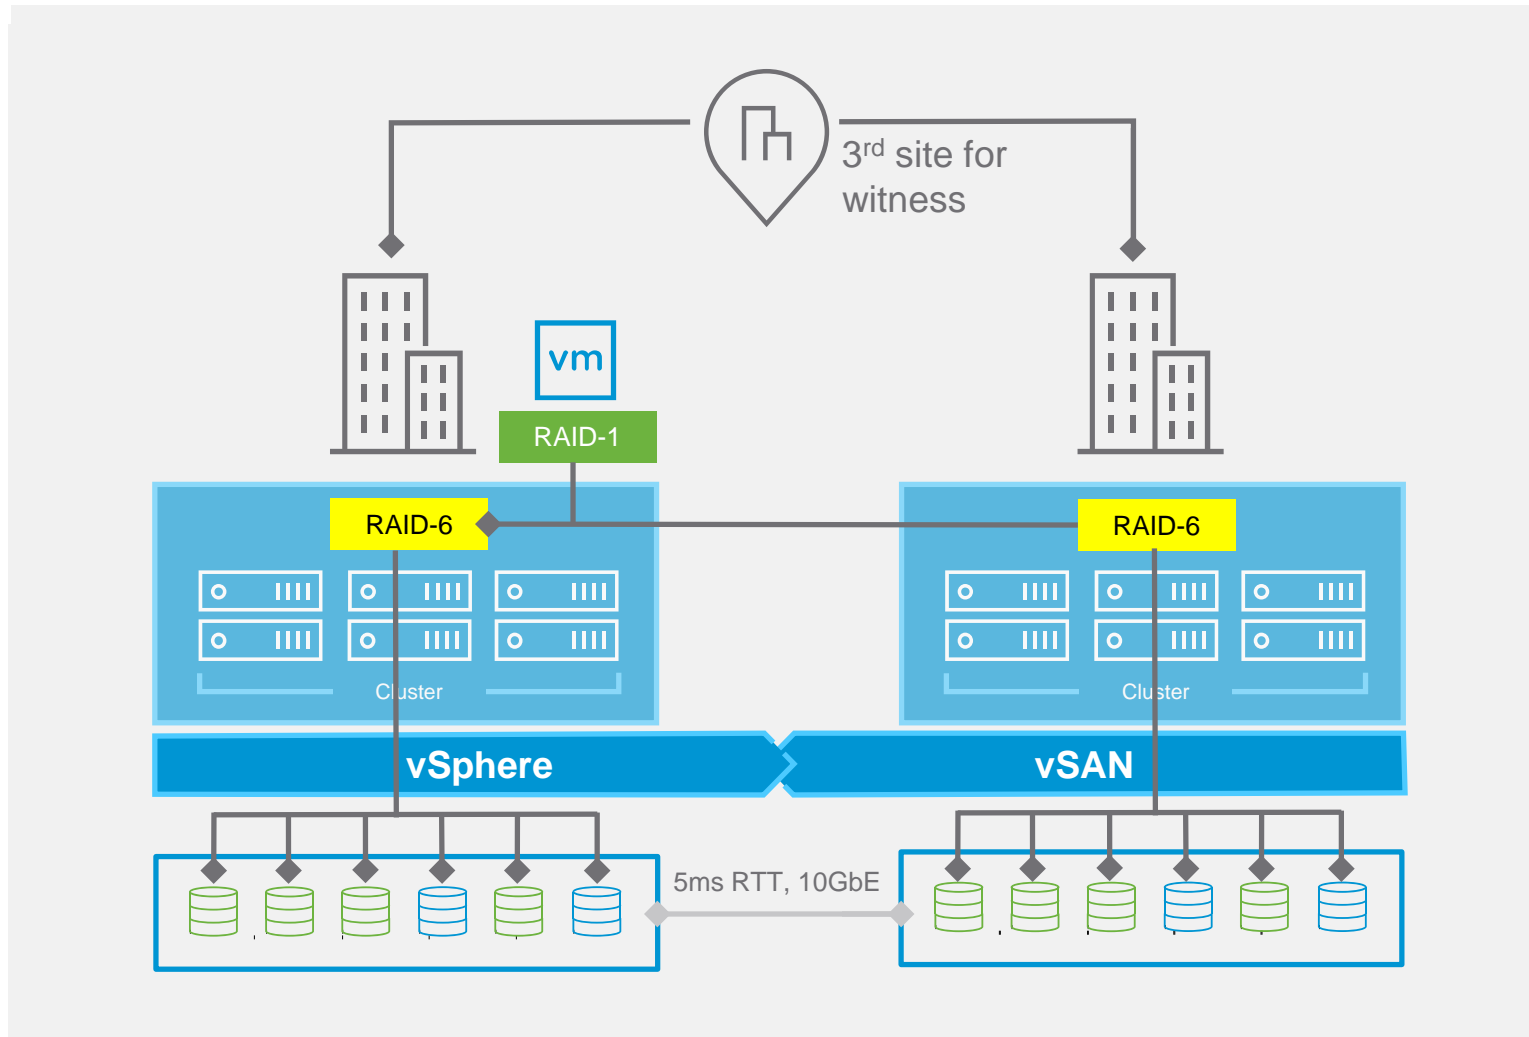 3rd site for
witness
vm
RAID-1
RAID-6
RAID-6
Cluster
Cluster
vSphere
vSAN
5ms RTT, 10GbE